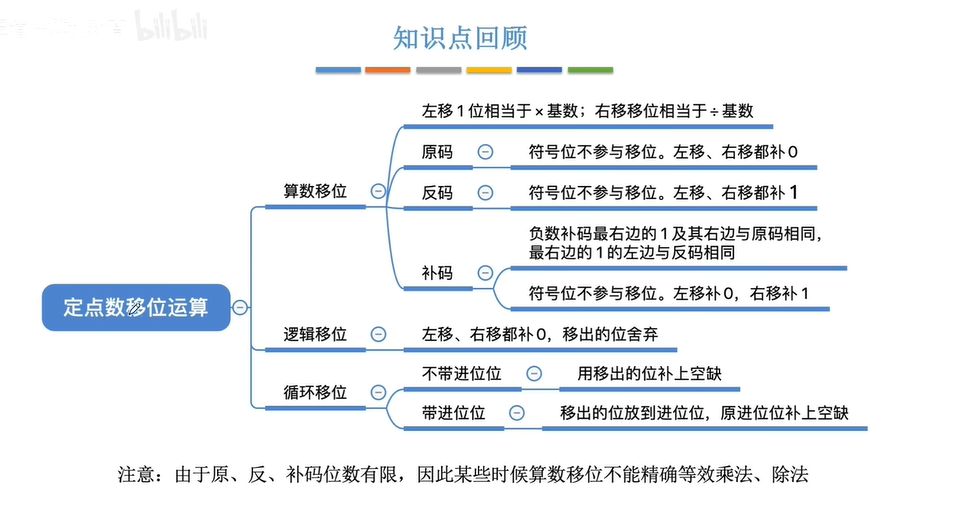 bilibili
知识点回顾
定点数移位运算
算数移位
左移1位相当于×基数；右移移位相当于÷基数
原码
符号位不参与移位。左移、右移都补0
反码
符号位不参与移位。左移、右移都补1
补码
负数补码最右边的1及其右边与原码相同，
最右边的1的左边与反码相同
符号位不参与移位。左移补0，右移补1
逻辑移位
左移、右移都补0，移出的位舍弃
循环移位
不带进位位
用移出的位补上空缺
带进位位
移出的位放到进位位，原进位位补上空缺
注意：由于原、反、补码位数有限，因此某些时候算数移位不能精确等效乘法、除法